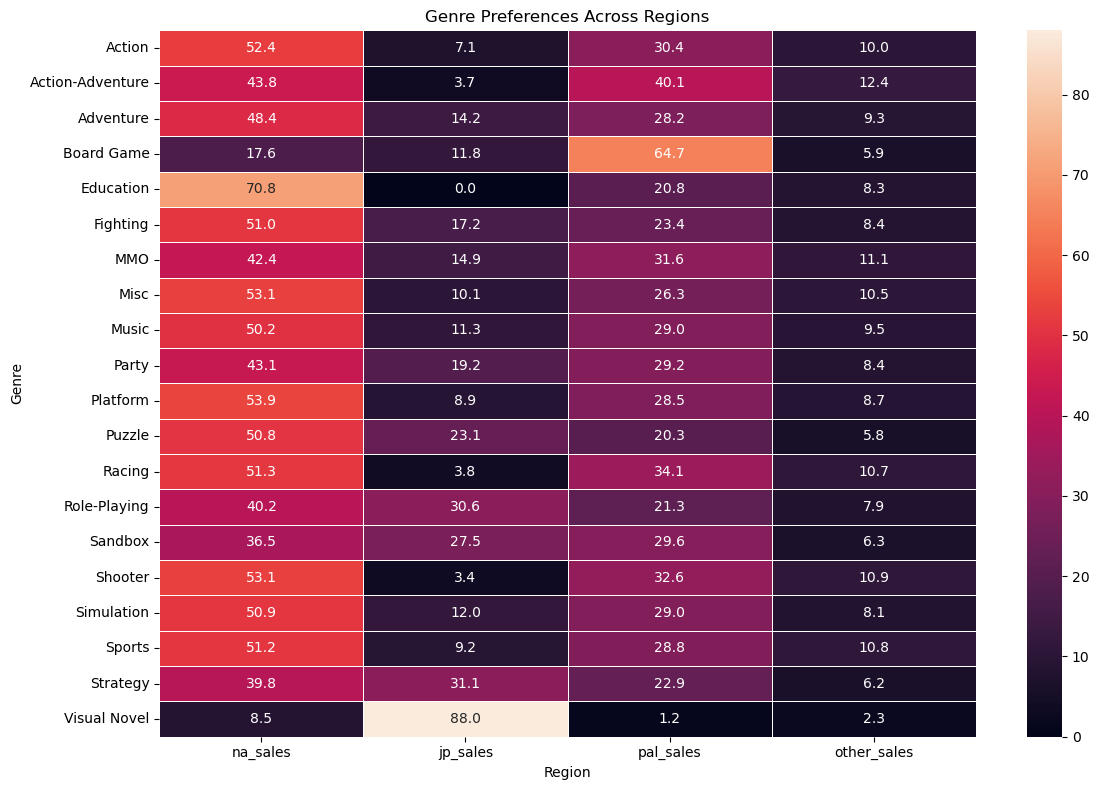 Genre Preferences Across Regions
Genre
Action 52.4 7.1 30.4 10.0
Action-Adventure 43.8 3.7 40.1 12.4
Adventure 48.4 14.2 28.2 9.3
Board Game 17.6 11.8 64.7 5.9
Education 70.8 0.0 20.8 8.3
Fighting 51.0 17.2 23.4 8.4
MMO 42.4 14.9 31.6 11.1
Misc 53.1 10.1 26.3 10.5
Music 50.2 11.3 29.0 9.5
Party 43.1 19.2 29.2 8.4
Platform 53.9 8.9 28.5 8.7
Puzzle 50.8 23.1 20.3 5.8
Racing 51.3 3.8 34.1 10.7
Role-Playing 40.2 30.6 21.3 7.9
Sandbox 36.5 27.5 29.6 6.3
Shooter 53.1 3.4 32.6 10.9
Simulation 50.9 12.0 29.0 8.1
Sports 51.2 9.2 28.8 10.8
Strategy 39.8 31.1 22.9 6.2
Visual Novel 8.5 88.0 1.2 2.3
na_sales jp_sales pal_sales other_sales
Region
80
70
60
50
40
30
20
10
0